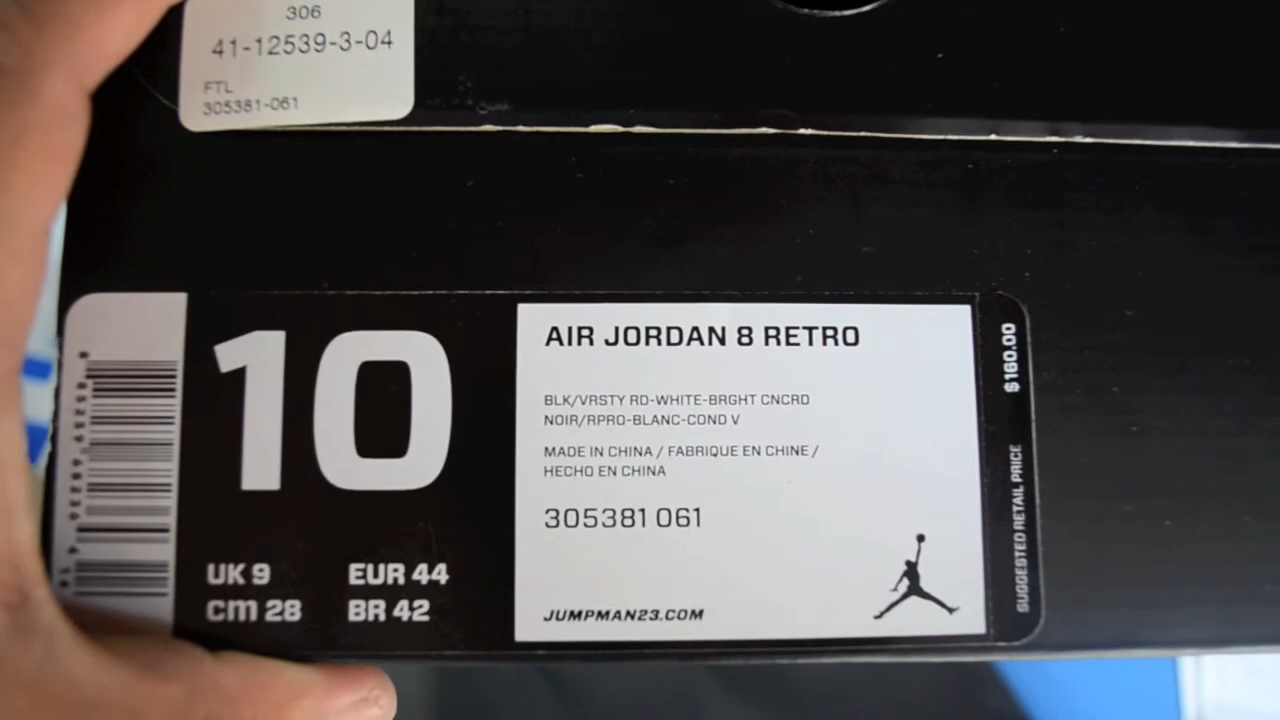 306
41-12539-3-04
FTL
305381-061
10
UK 9 EUR 44
cm 28 BR 42
AIR JORDAN 8 RETRO
BLK/VRSTY RD-WHITE-BRGHT CNCRD
NOIR/RPRO-BLANC-COND V
MADE IN CHINA / FABRIQUE EN CHINE /
HECHO EN CHINA
305381 061
JUMPMAN23.COM
SUGGESTED RETAIL PRICE $160.00